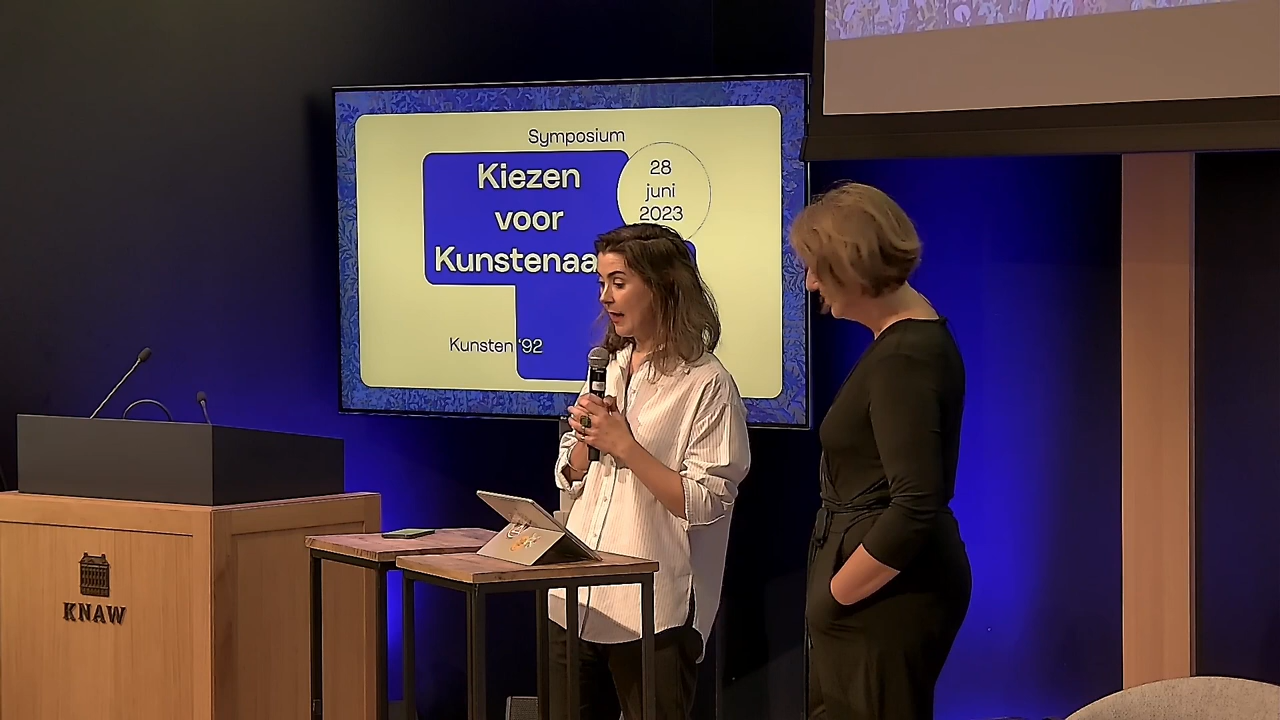 Symposium
Kiezen
voor
Kunstenaa
28
juni
2023
Kunsten '92
KNAW